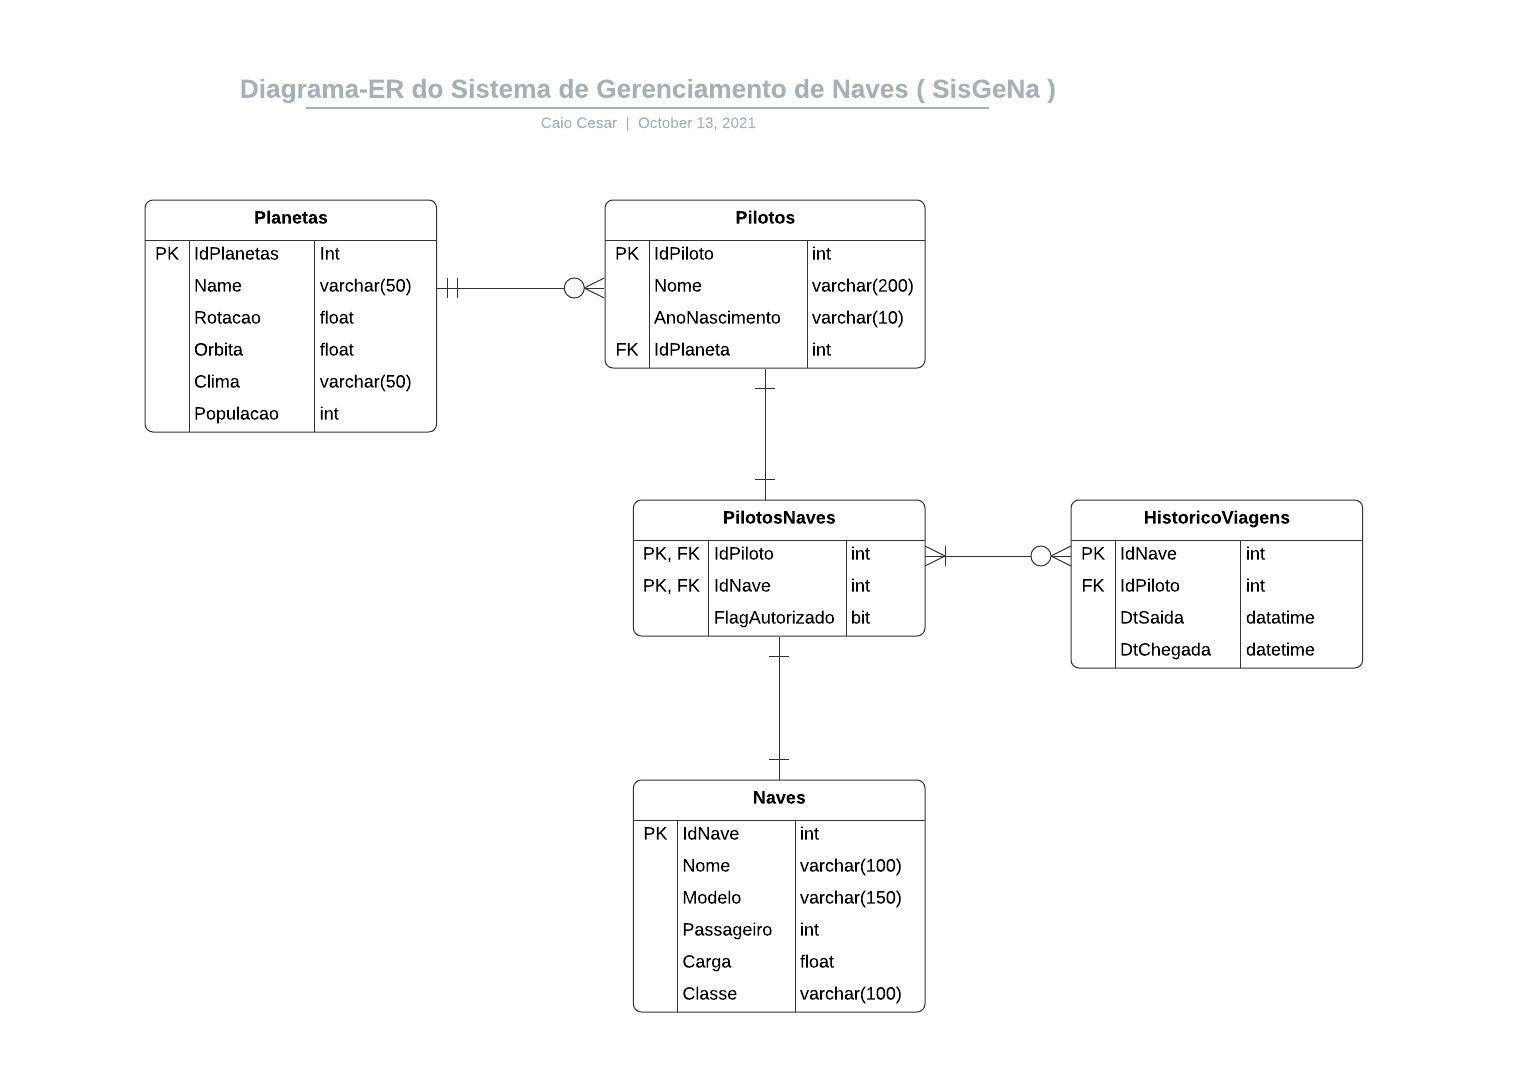 Diagrama-ER do Sistema de Gerenciamento de Naves ( SisGeNa )
Caio Cesar | October 13, 2021
Planetas
PK IdPlanetas Int
Name varchar(50)
Rotacao float
Orbita float
Clima varchar(50)
Populacao int
Pilotos
PK IdPiloto int
Nome varchar(200)
AnoNascimento varchar(10)
FK IdPlaneta int
PilotosNaves
PK, FK IdPiloto int
PK, FK IdNave int
FlagAutorizado bit
HistoricoViagens
PK IdNave int
FK IdPiloto int
DtSaida datatime
DtChegada datetime
Naves
PK IdNave int
Nome varchar(100)
Modelo varchar(150)
Passageiro int
Carga float
Classe varchar(100)